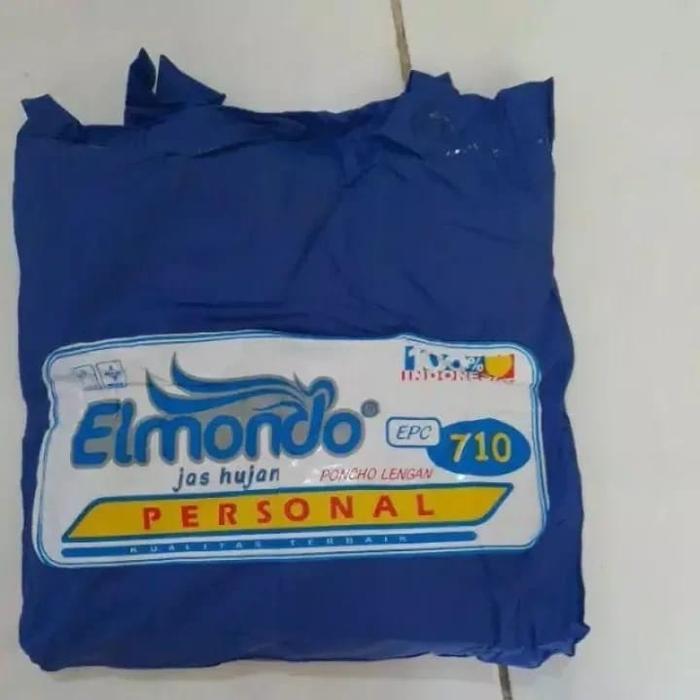 100%
INDONESIA
Elmondo®
EPC 710
jas hujan
PONCHO LENGAN
PERSONAL
KUALITAS TERBAIK